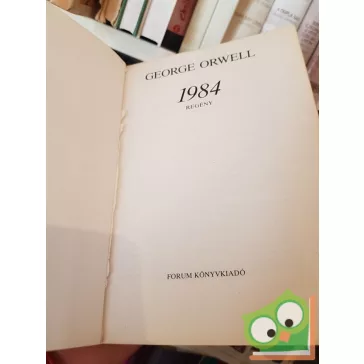 GEORGE ORWELL
1984
REGÉNY
FORUM KÖNYVKIADÓ